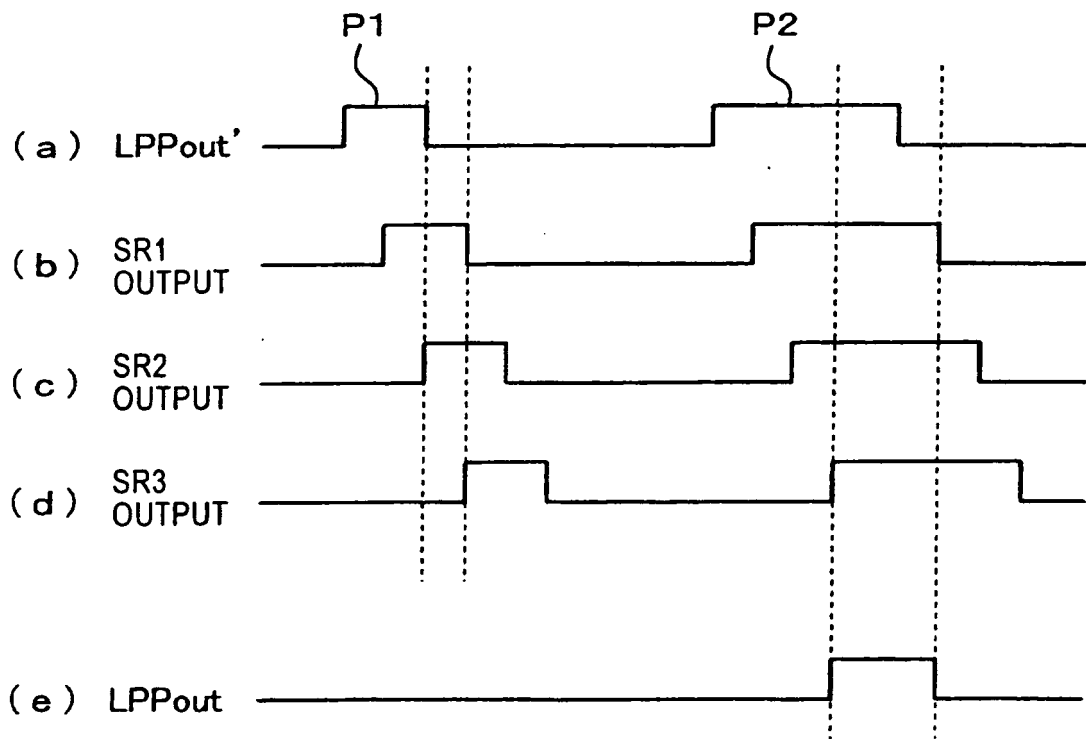 P1
P2
(a) LPPout'
(b) SR1
OUTPUT
(c) SR2
OUTPUT
(d) SR3
OUTPUT
(e) LPPout